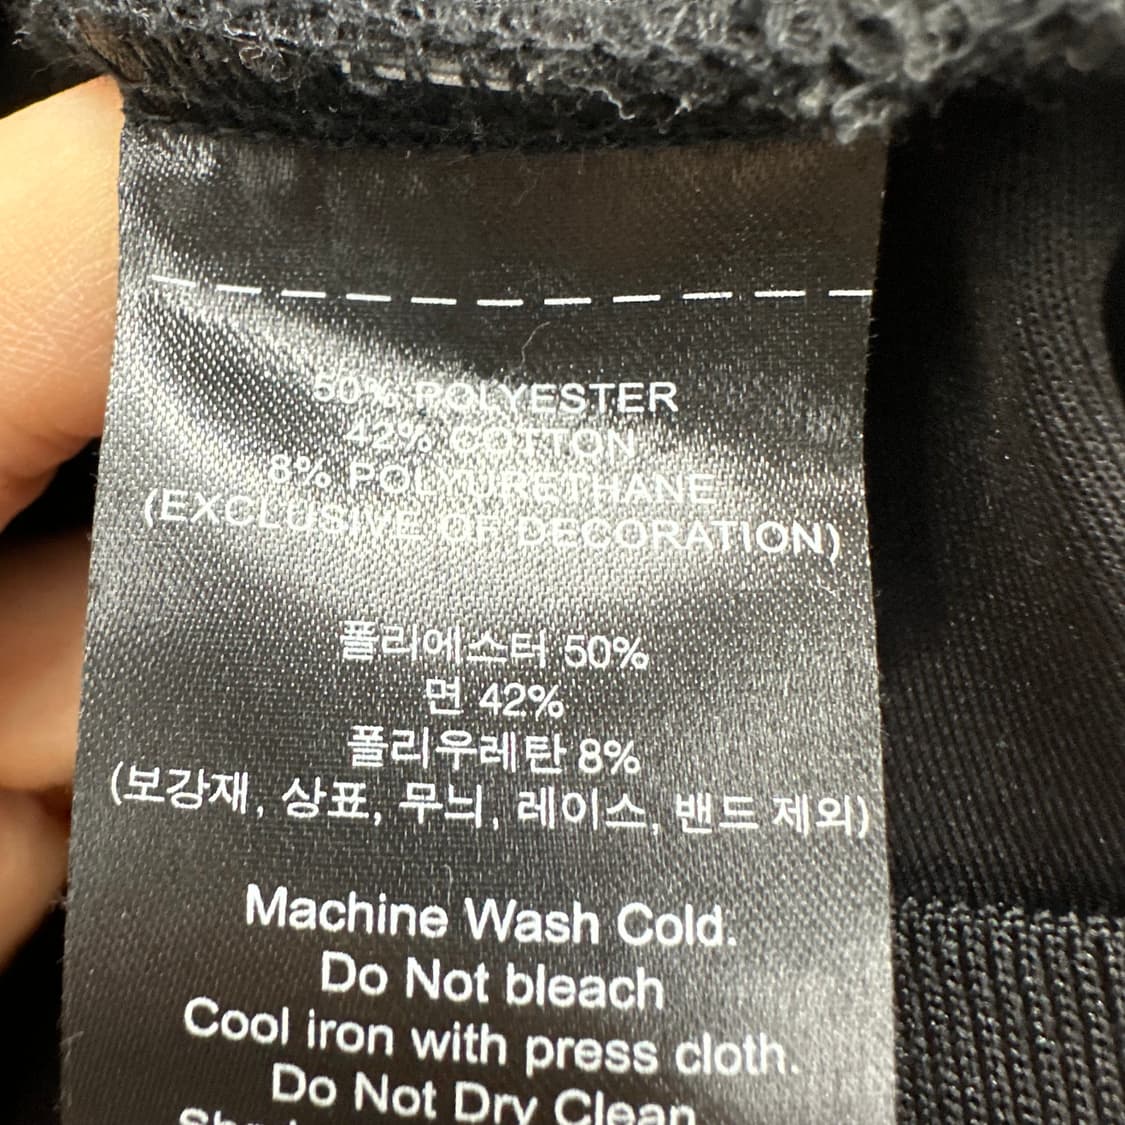 50% POLYESTER
42% COTTON
8% POLYURETHANE
(EXCLUSIVE OF DECORATION)
폴리에스터 50%
면 42%
폴리우레탄 8%
(보강재, 상표, 무늬, 레이스, 밴드 제외)
Machine Wash Cold.
Do Not bleach
Cool iron with press cloth.
Do Not Dry Clean